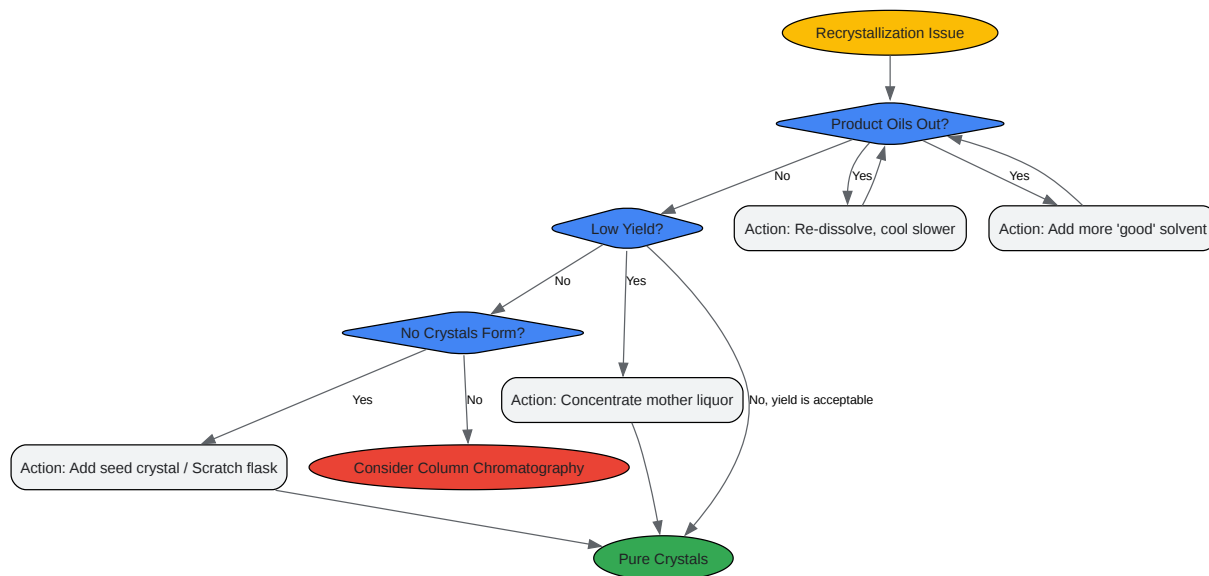 Recrystallization Issue
Product Oils Out?
No
Yes
Yes
Low Yield?
Action: Re-dissolve, cool slower
Action: Add more 'good' solvent
No
Yes
No Crystals Form?
Yes
No
Action: Concentrate mother liquor
No, yield is acceptable
Action: Add seed crystal / Scratch flask
Consider Column Chromatography
Pure Crystals